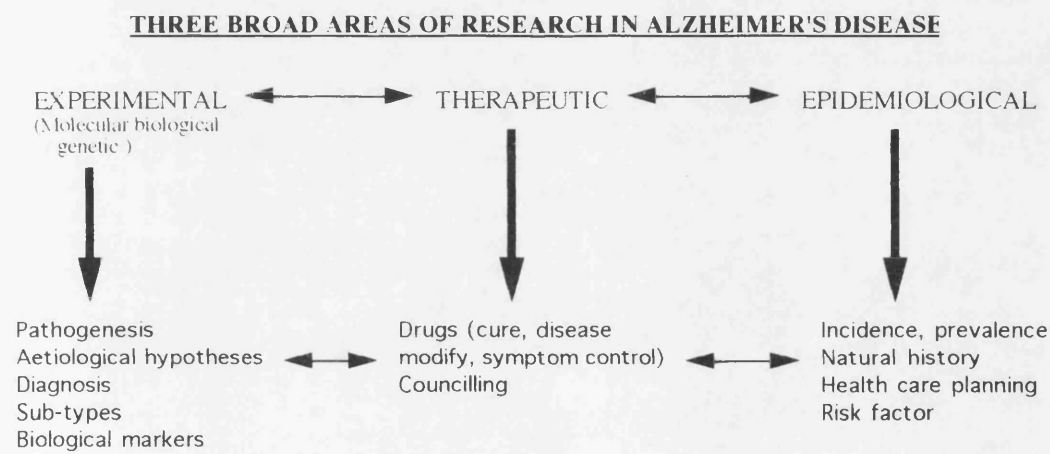 THREE BROAD AREAS OF RESEARCH IN ALZHEIMER'S DISEASE
EXPERIMENTAL
(Molecular biological
genetic )
THERAPEUTIC
EPIDEMIOLOGICAL
Pathogenesis
Aetiological hypotheses
Diagnosis
Sub-types
Biological markers
Drugs (cure, disease
modify, symptom control)
Councilling
Incidence, prevalence
Natural history
Health care planning
Risk factor